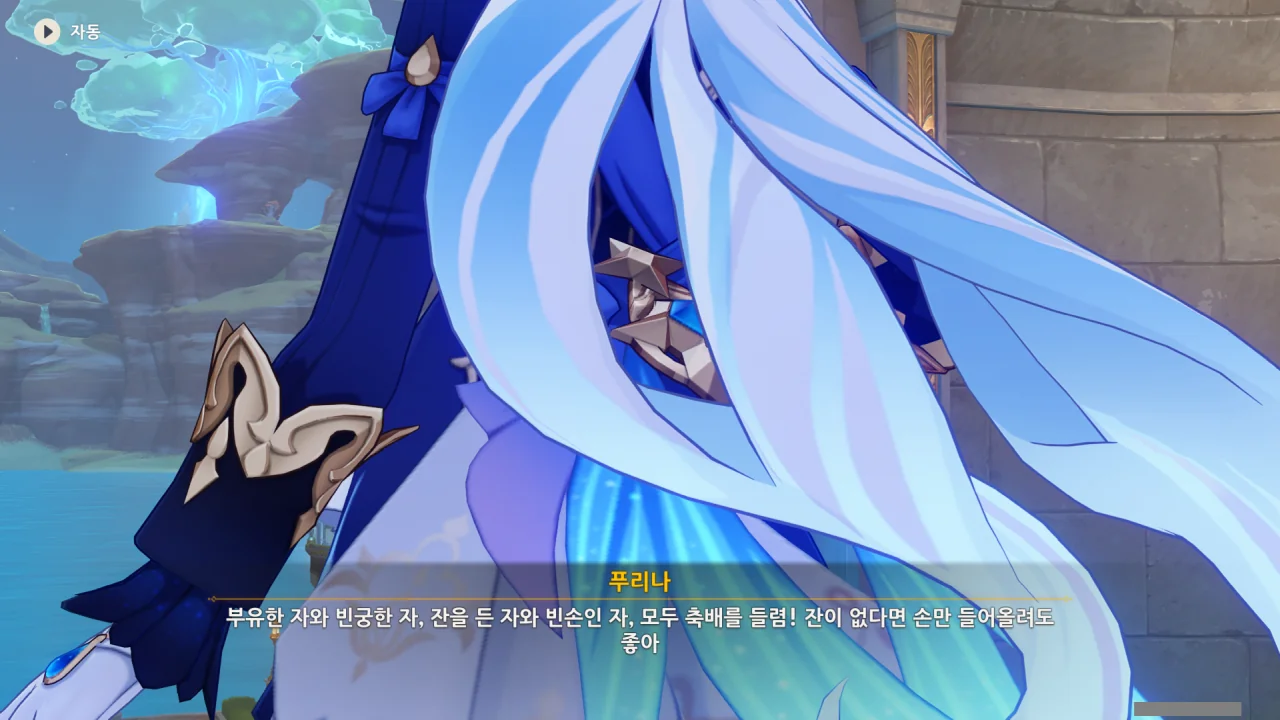 자동
푸리나
부유한 자와 빈궁한 자, 잔을 든 자와 빈손인 자, 모두 축배를 들렴! 잔이 없다면 손만 들어올려도
좋아